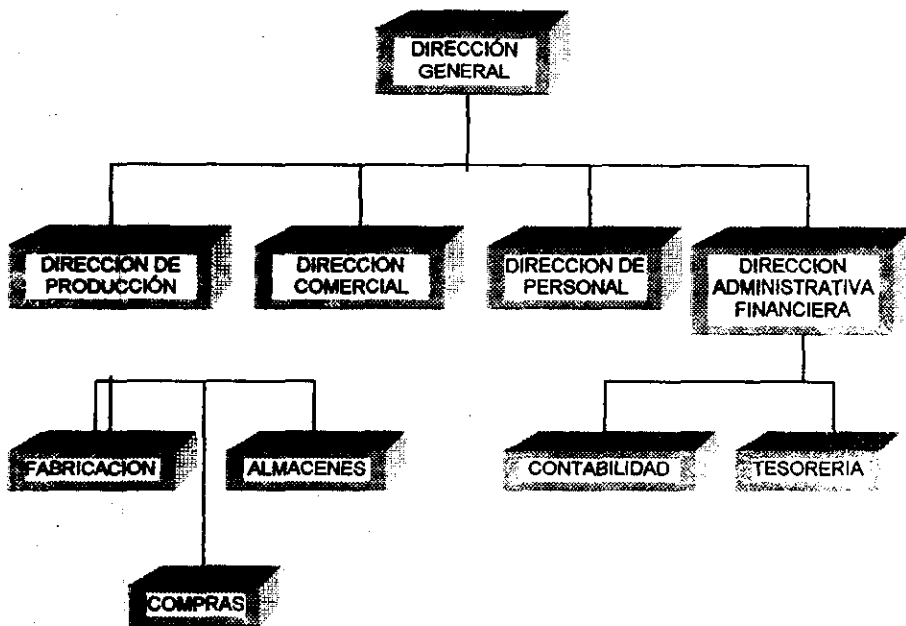 DIRECCIÓN
GENERAL
DIRECCION DE
PRODUCCIÓN
DIRECCION
COMERCIAL
DIRECCION DE
PERSONAL
DIRECCION
ADMINISTRATIVA
FINANCIERA
FABRICACION
ALMACENES
CONTABILIDAD
TESORERIA
COMPRAS